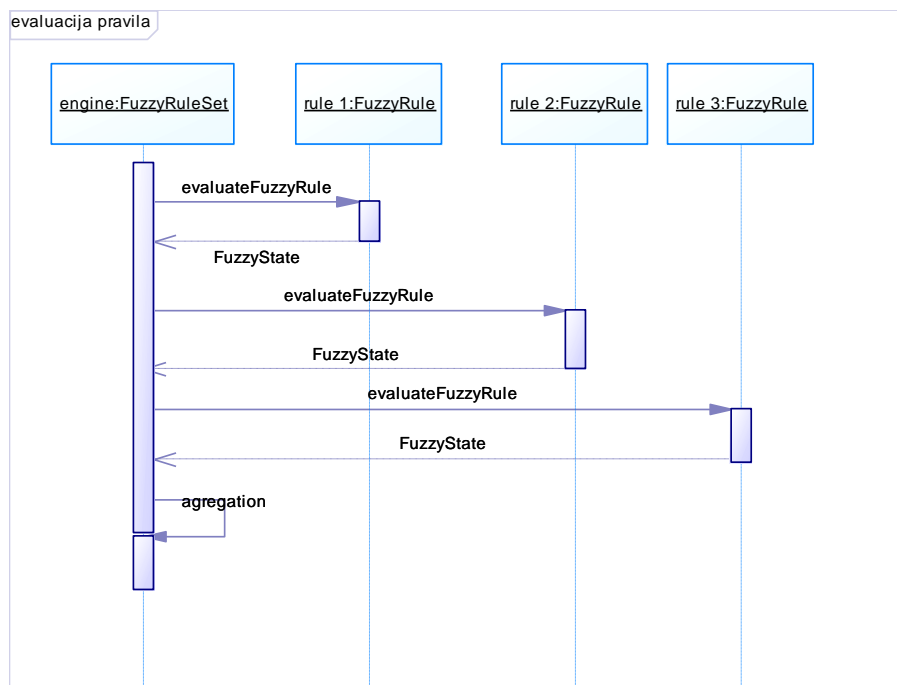 evaluacija pravila
engine:FuzzyRuleSet
rule 1:FuzzyRule
rule 2:FuzzyRule
rule 3:FuzzyRule
evaluateFuzzyRule
FuzzyState
evaluateFuzzyRule
FuzzyState
evaluateFuzzyRule
FuzzyState
agregation